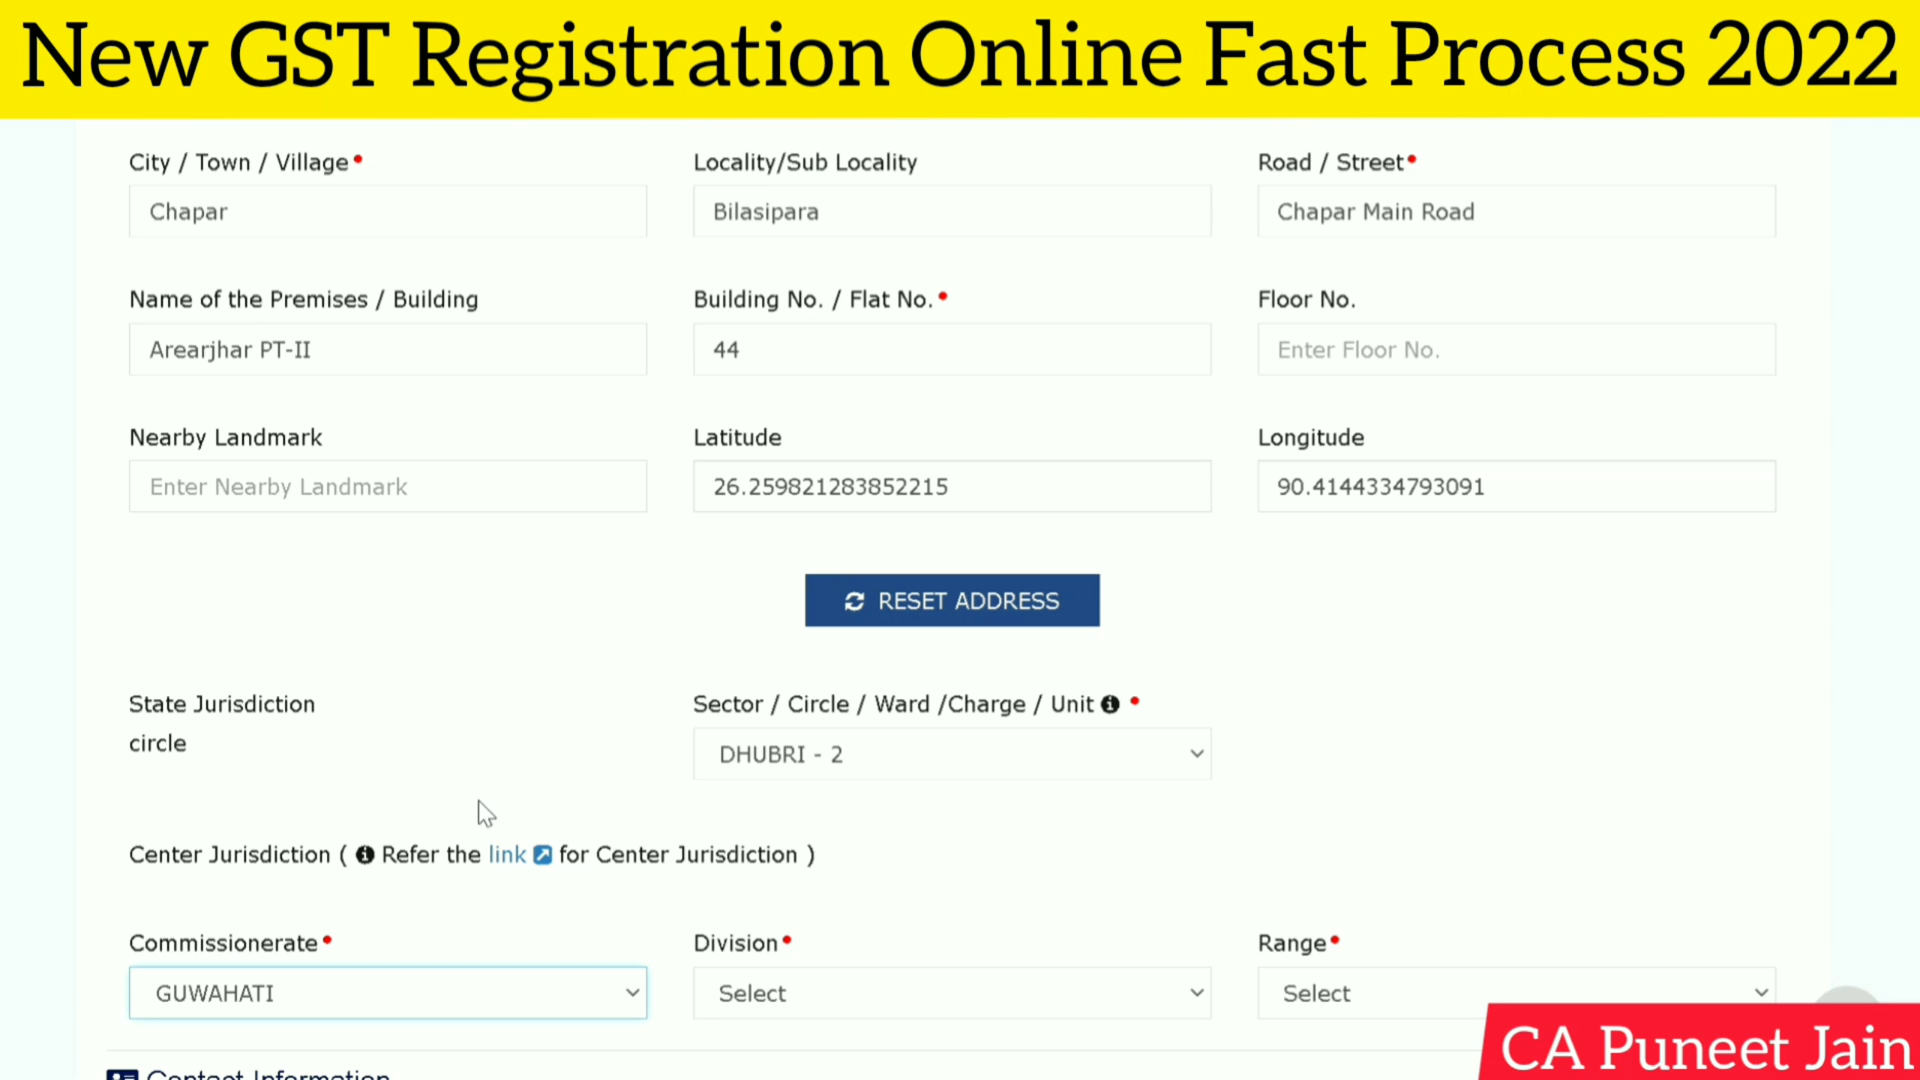 New GST Registration Online Fast Process 2022
City / Town / Village• Locality/Sub Locality Road / Street•
Chapar Bilasipara Chapar Main Road
Name of the Premises / Building Building No. / Flat No.• Floor No.
Arearjhar PT-II 44 Enter Floor No.
Nearby Landmark Latitude Longitude
Enter Nearby Landmark 26.259821283852215 90.4144334793091
RESET ADDRESS
State Jurisdiction Sector / Circle / Ward /Charge / Unit •
circle
DHUBRI - 2
Center Jurisdiction ( Refer the link for Center Jurisdiction )
Commissionerate• Division• Range•
GUWAHATI Select Select
Contact Information
CA Puneet Jain